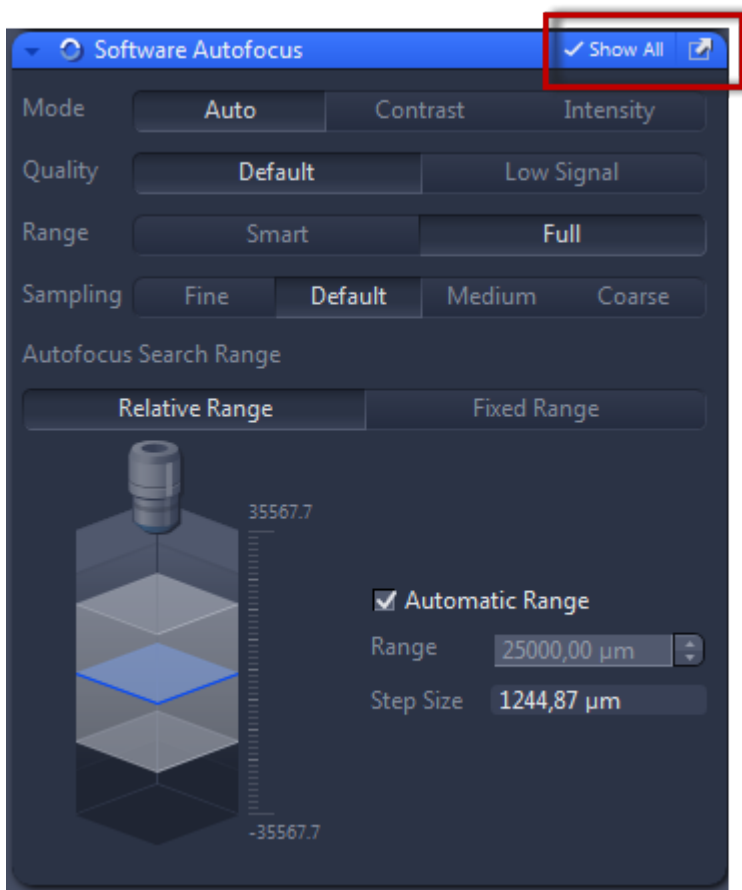 Software Autofocus Show All
Mode Auto Contrast Intensity
Quality Default Low Signal
Range Smart Full
Sampling Fine Default Medium Coarse
Autofocus Search Range
Relative Range Fixed Range
35567.7
Automatic Range
Range 25000,00 µm
Step Size 1244,87 µm
-35567.7